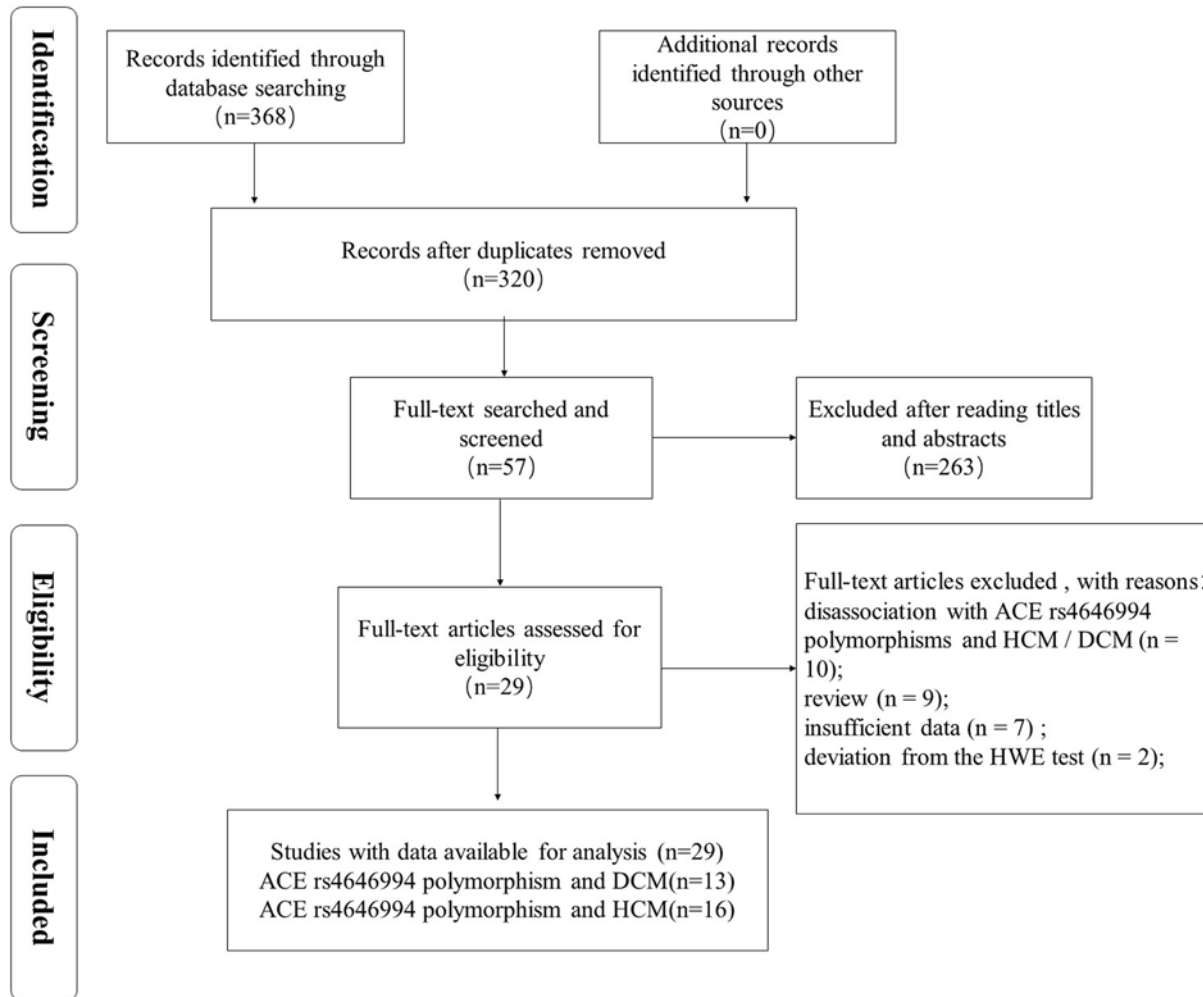 Identification
Records identified through
database searching
(n=368)
Additional records
identified through other
sources
(n=0)
Records after duplicates removed
(n=320)
Screening
Full-text searched and
screened
(n=57)
Excluded after reading titles
and abstracts
(n=263)
Eligibility
Full-text articles assessed for
eligibility
(n=29)
Full-text articles excluded , with reasons:
disassociation with ACE rs4646994
polymorphisms and HCM / DCM (n =
10);
review (n = 9);
insufficient data (n = 7) ;
deviation from the HWE test (n = 2);
Included
Studies with data available for analysis (n=29)
ACE rs4646994 polymorphism and DCM(n=13)
ACE rs4646994 polymorphism and HCM(n=16)